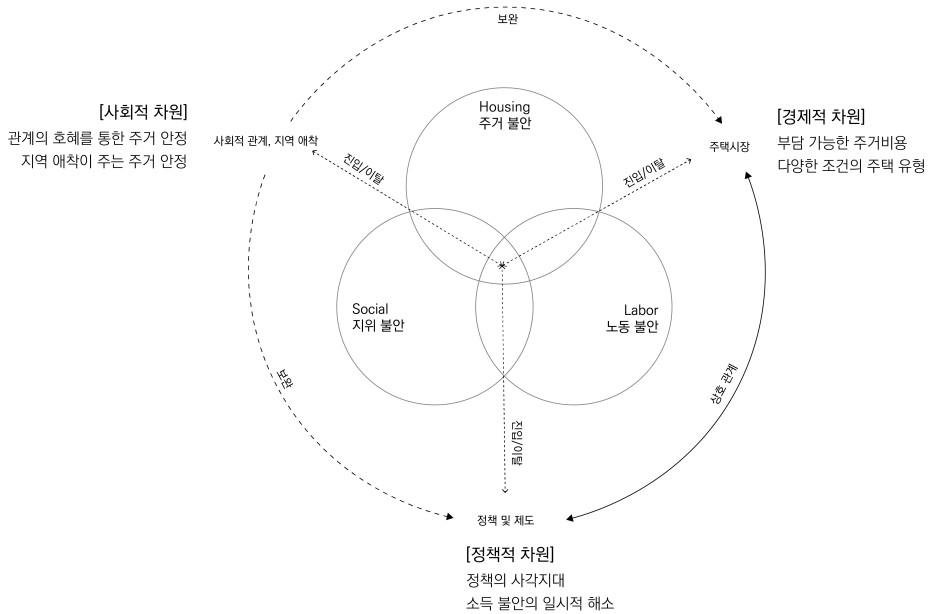 보완
Housing
주거 불안
[사회적 차원]
관계의 호혜를 통한 주거 안정
지역 애착이 주는 주거 안정
사회적 관계, 지역 애착
주택시장
[경제적 차원]
부담 가능한 주거비용
다양한 조건의 주택 유형
진입/이탈
진입/이탈
Social
지위 불안
Labor
노동 불안
보완
상호 관계
진입/이탈
정책 및 제도
[정책적 차원]
정책의 사각지대
소득 불안의 일시적 해소